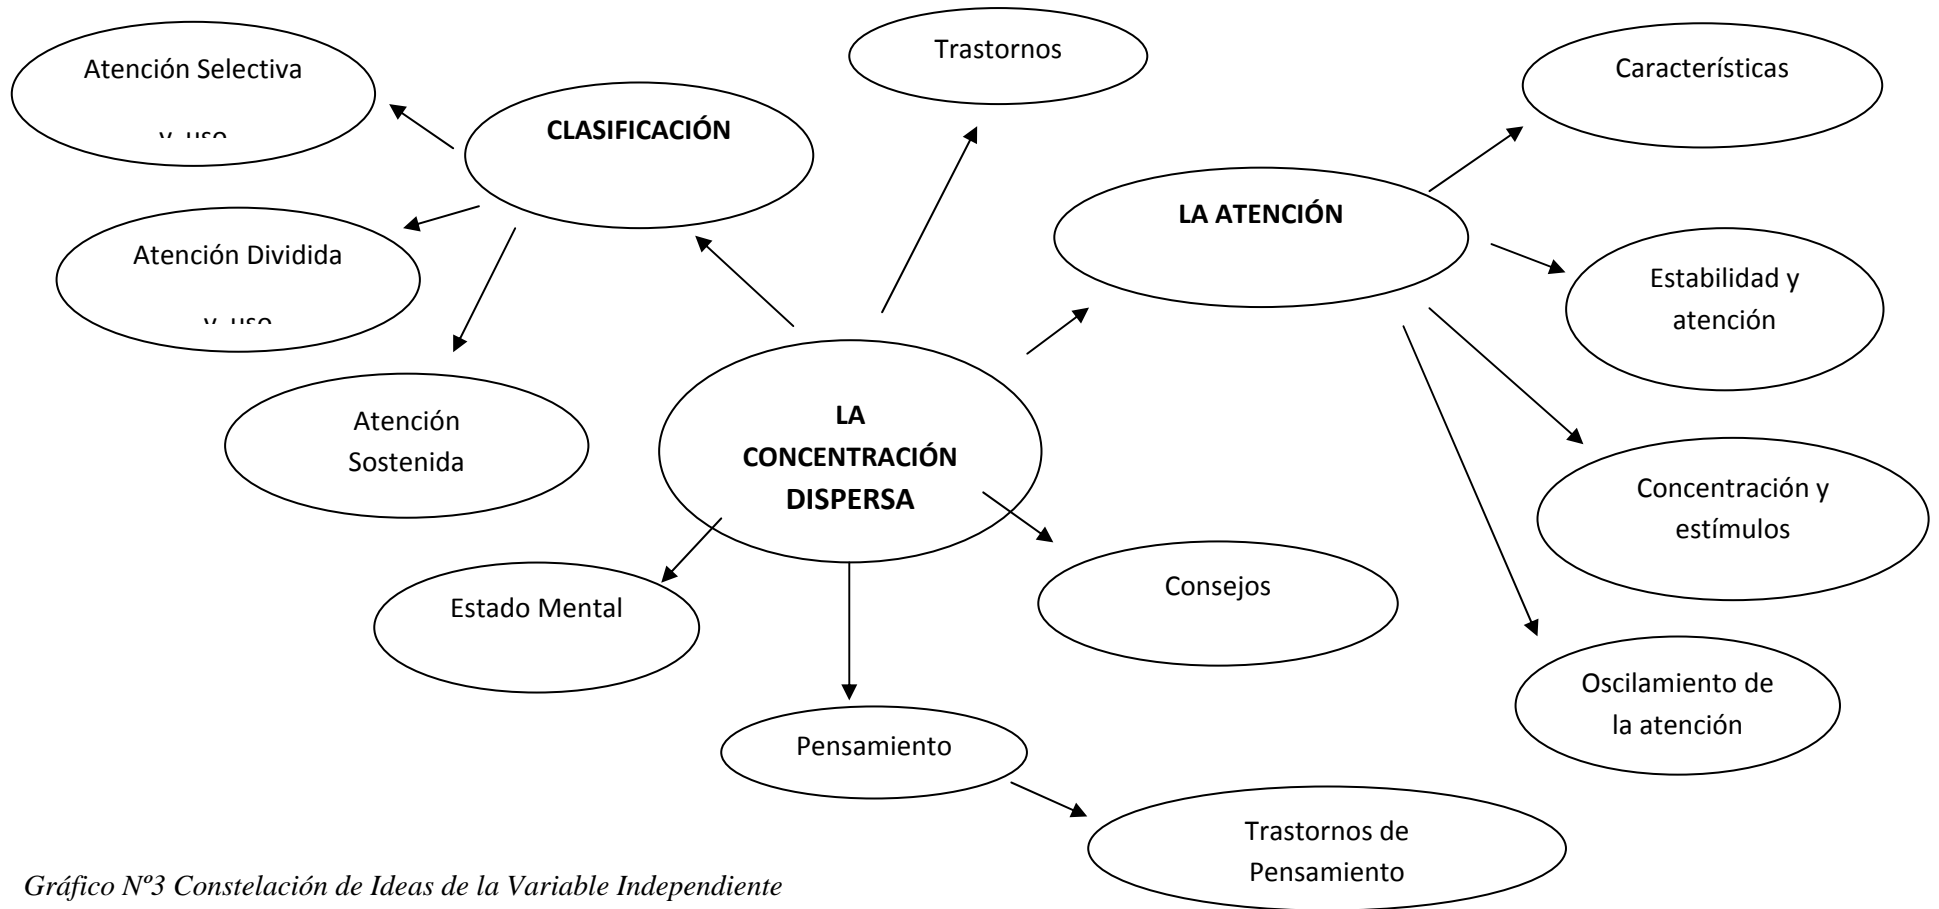 Trastornos
Características
Atención Selectiva
y uso
CLASIFICACIÓN
LA ATENCIÓN
Atención Dividida
y uso
Estabilidad y
atención
Atención
Sostenida
LA
CONCENTRACIÓN
DISPERSA
Concentración y
estímulos
Estado Mental
Consejos
Oscilamiento de
la atención
Pensamiento
Trastornos de
Pensamiento
Gráfico Nº3 Constelación de Ideas de la Variable Independiente